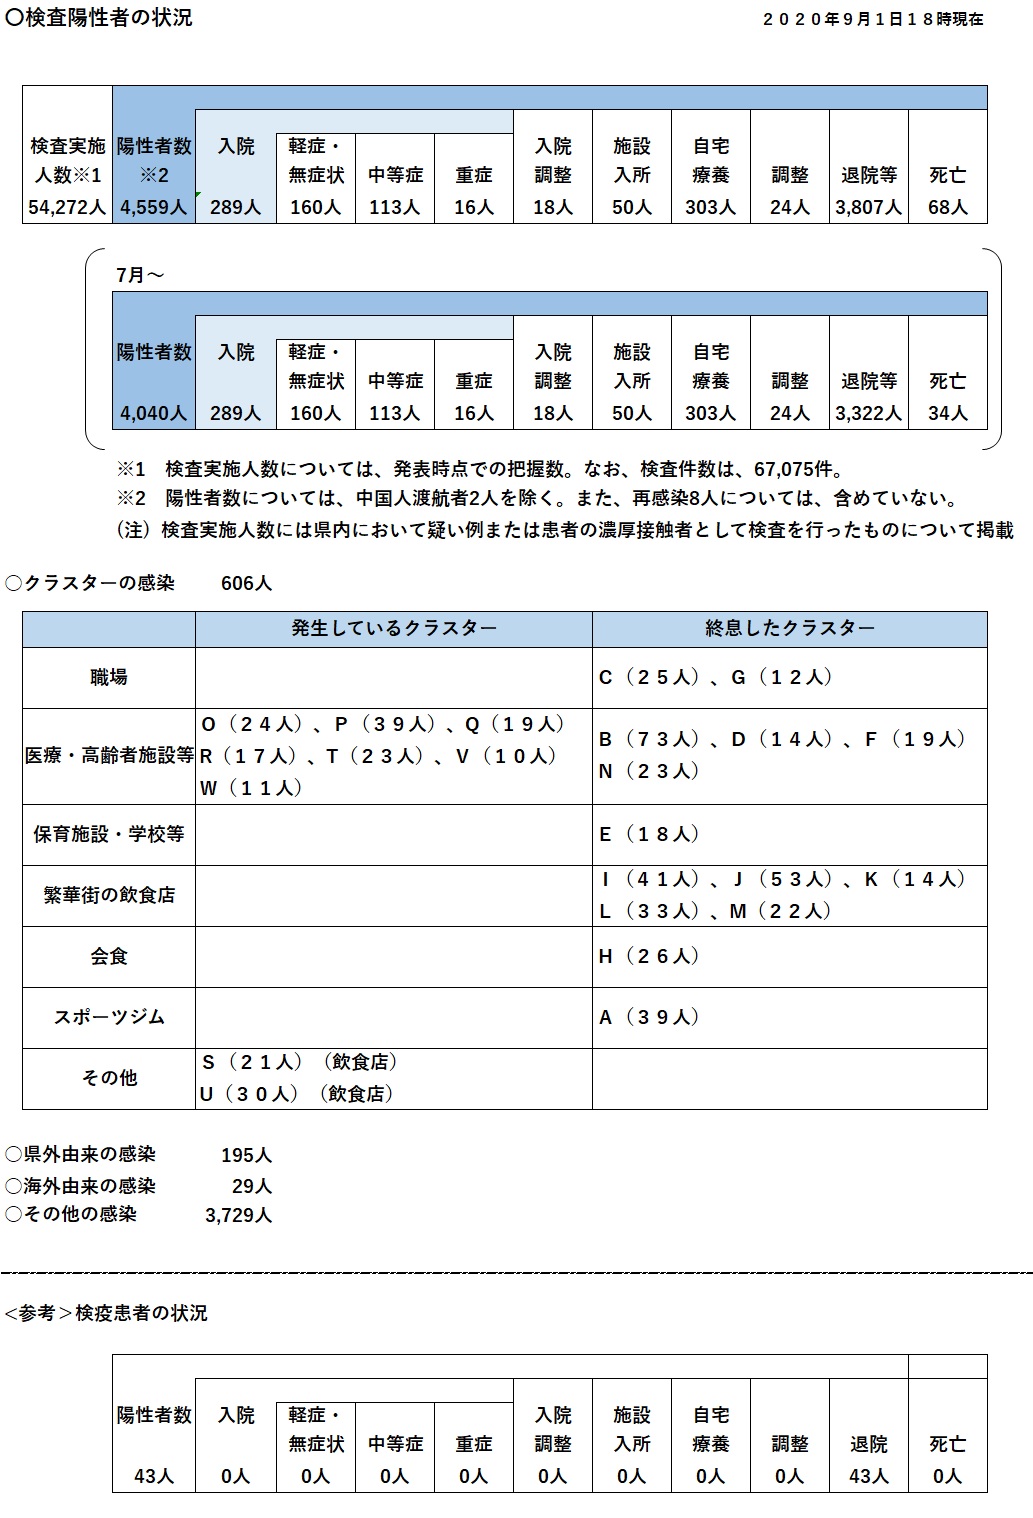 〇検査陽性者の状況
２０２０年９月１日１８時現在
検査実施人数※1 陽性者数※2 入院 軽症・無症状 中等症 重症 入院調整 施設入所 自宅療養 調整 退院等 死亡
54,272人 4,559人 289人 160人 113人 16人 18人 50人 303人 24人 3,807人 68人
7月～
陽性者数 入院 軽症・無症状 中等症 重症 入院調整 施設入所 自宅療養 調整 退院等 死亡
4,040人 289人 160人 113人 16人 18人 50人 303人 24人 3,322人 34人
※1　検査実施人数については、発表時点での把握数。なお、検査件数は、67,075件。
※2　陽性者数については、中国人渡航者2人を除く。また、再感染8人については、含めていない。
（注）検査実施人数には県内において疑い例または患者の濃厚接触者として検査を行ったものについて掲載
〇クラスターの感染　606人
発生しているクラスター 終息したクラスター
職場 Ｃ（２５人）、Ｇ（１２人）
医療・高齢者施設等
Ｏ（２４人）、Ｐ（３９人）、Ｑ（１９人）
Ｒ（１７人）、Ｔ（２３人）、Ｖ（１０人）
Ｗ（１１人）
Ｂ（７３人）、Ｄ（１４人）、Ｆ（１９人）
Ｎ（２３人）
保育施設・学校等 Ｅ（１８人）
繁華街の飲食店
Ｉ（４１人）、Ｊ（５３人）、Ｋ（１４人）
Ｌ（３３人）、Ｍ（２２人）
会食 Ｈ（２６人）
スポーツジム Ａ（３９人）
その他
Ｓ（２１人）（飲食店）
Ｕ（３０人）（飲食店）
〇県外由来の感染　195人
〇海外由来の感染　29人
〇その他の感染　3,729人
＜参考＞検疫患者の状況
陽性者数 入院 軽症・無症状 中等症 重症 入院調整 施設入所 自宅療養 調整 退院 死亡
43人 0人 0人 0人 0人 0人 0人 0人 0人 43人 0人